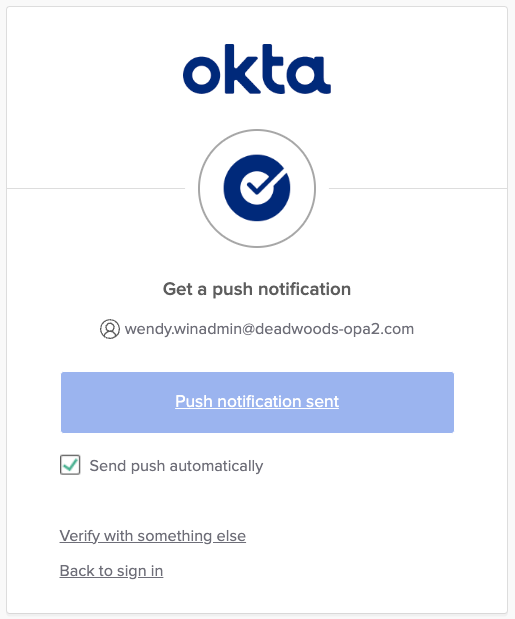 okta
Get a push notification
wendy.winadmin@deadwoods-opa2.com
Push notification sent
Send push automatically
Verify with something else
Back to sign in